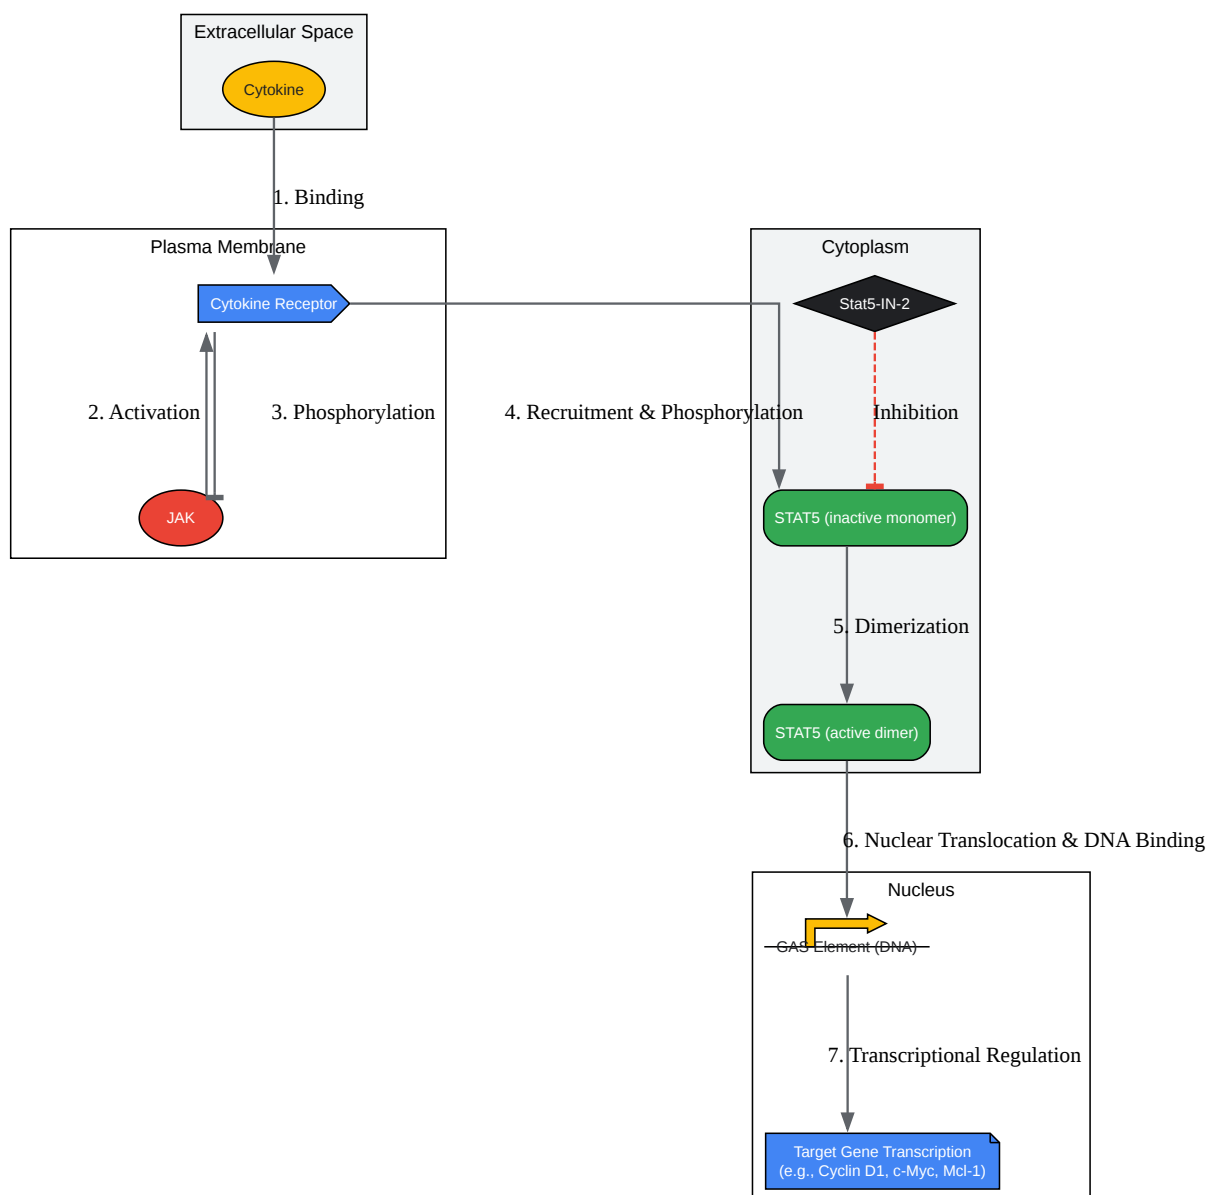 Extracellular Space
Cytokine
1. Binding
Plasma Membrane
Cytokine Receptor
2. Activation
3. Phosphorylation
JAK
4. Recruitment & Phosphorylation
Cytoplasm
Stat5-IN-2
Inhibition
STAT5 (inactive monomer)
5. Dimerization
STAT5 (active dimer)
6. Nuclear Translocation & DNA Binding
Nucleus
GAS Element (DNA)
7. Transcriptional Regulation
Target Gene Transcription
(e.g., Cyclin D1, c-Myc, Mcl-1)